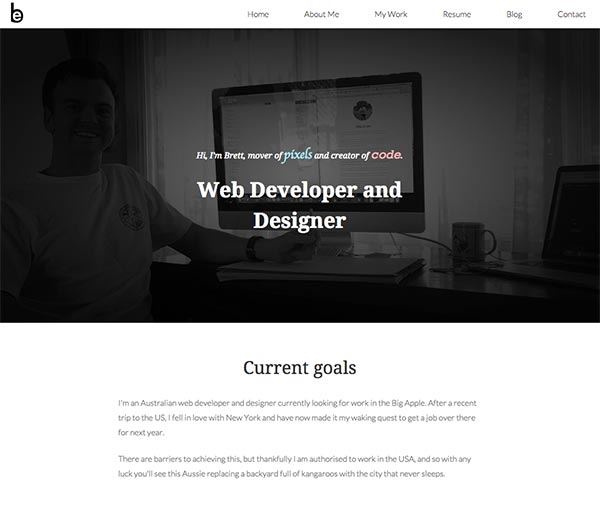 be
Home About Me My Work Resume Blog Contact
Hi, I'm Brett, mover of pixels and creator of code.
Web Developer and
Designer
Current goals
I'm an Australian web developer and designer currently looking for work in the Big Apple. After a recent
trip to the US, I fell in love with New York and have now made it my waking quest to get a job over there
for next year.
There are barriers to achieving this, but thankfully I am authorised to work in the USA, and so with any
luck you'll see this Aussie replacing a backyard full of kangaroos with the city that never sleeps.